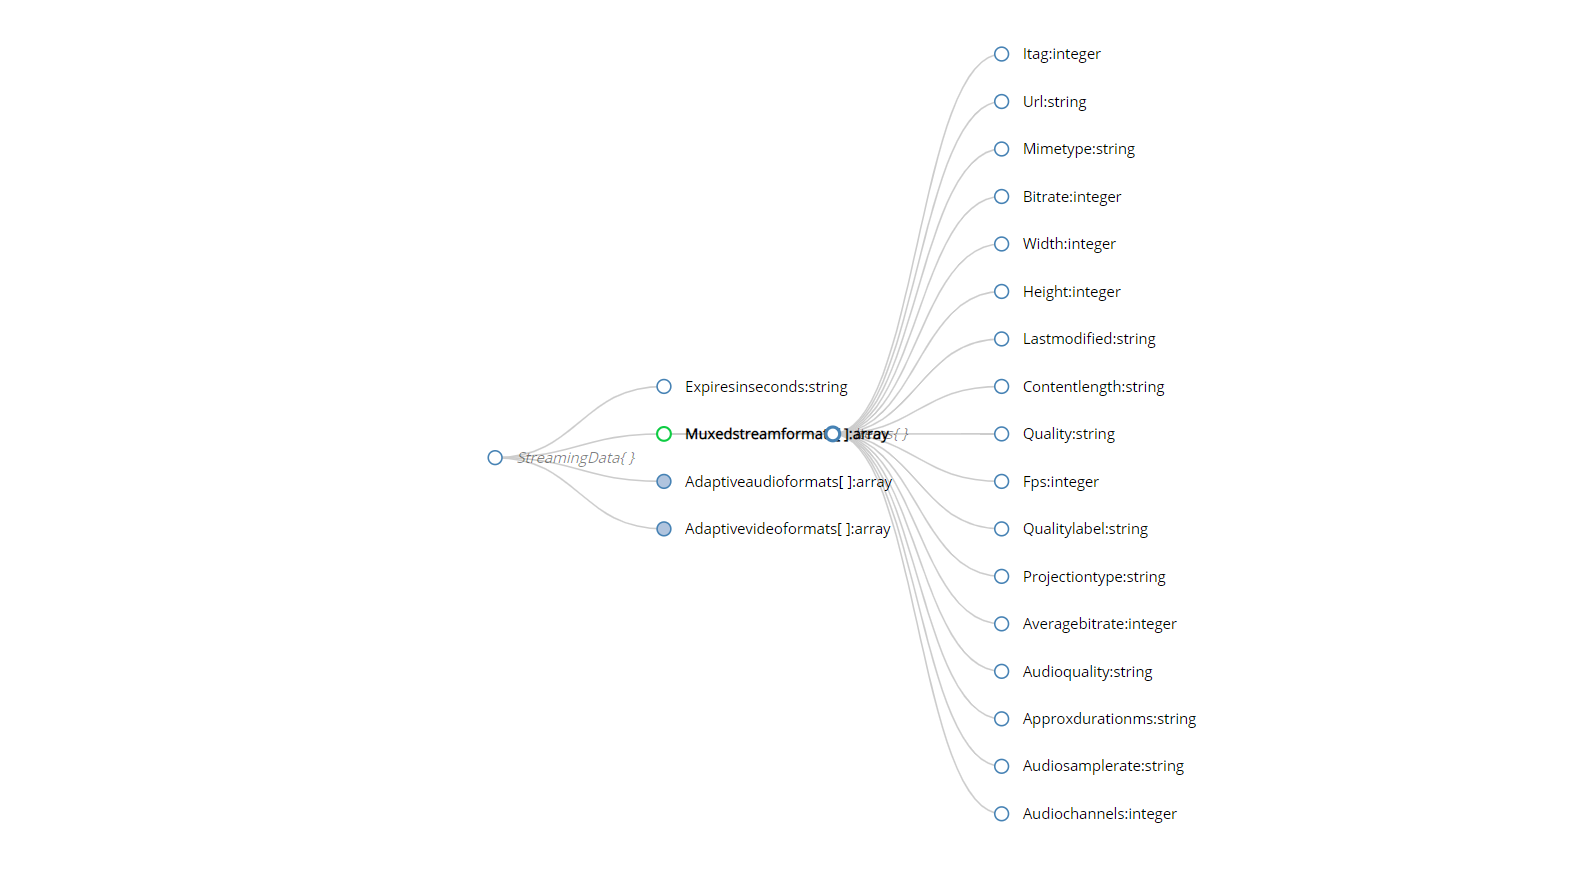 StreamingData{ }
Expiresinseconds:string
Muxedstreamformat[ ]:array
Adaptiveaudioformats[ ]:array
Adaptivevideoformats[ ]:array
Itag:integer
Url:string
Mimetype:string
Bitrate:integer
Width:integer
Height:integer
Lastmodified:string
Contentlength:string
Quality:string
Fps:integer
Qualitylabel:string
Projectiontype:string
Averagebitrate:integer
Audioquality:string
Approxdurationms:string
Audiosamplerate:string
Audiochannels:integer